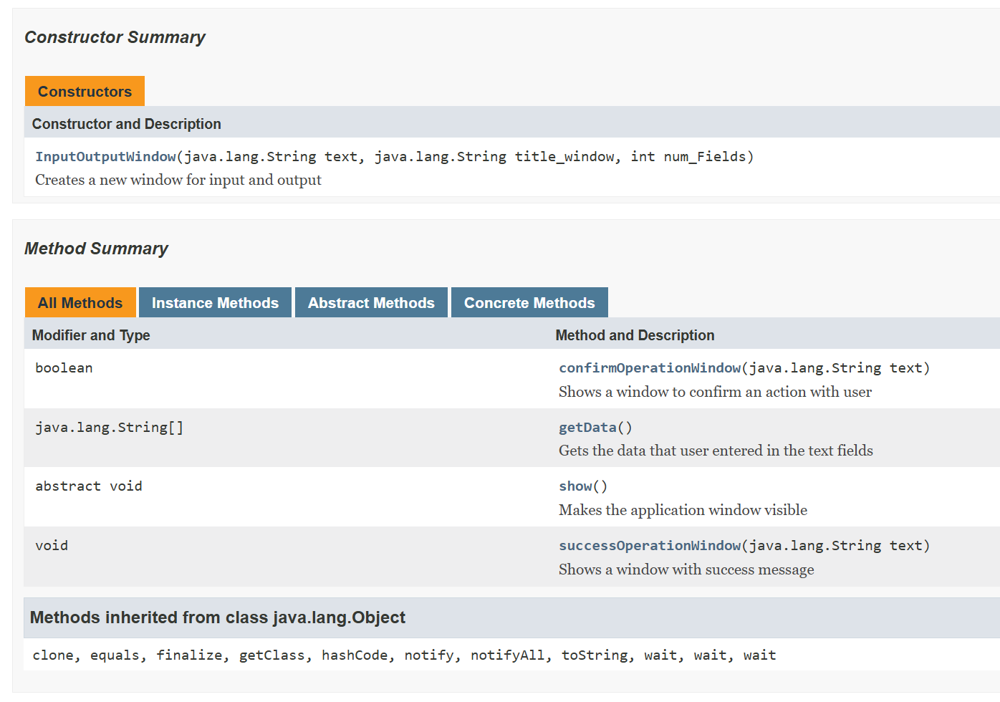 Constructor Summary
Constructors
Constructor and Description
InputOutputWindow(java.lang.String text, java.lang.String title_window, int num_Fields)
Creates a new window for input and output
Method Summary
All Methods Instance Methods Abstract Methods Concrete Methods
Modifier and Type Method and Description
boolean confirmOperationWindow(java.lang.String text)
Shows a window to confirm an action with user
java.lang.String[] getData()
Gets the data that user entered in the text fields
abstract void show()
Makes the application window visible
void successOperationWindow(java.lang.String text)
Shows a window with success message
Methods inherited from class java.lang.Object
clone, equals, finalize, getClass, hashCode, notify, notifyAll, toString, wait, wait, wait